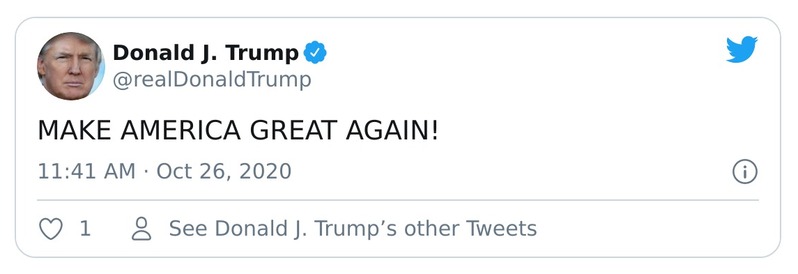 Donald J. Trump
@realDonaldTrump
MAKE AMERICA GREAT AGAIN!
11:41 AM · Oct 26, 2020
1
See Donald J. Trump’s other Tweets